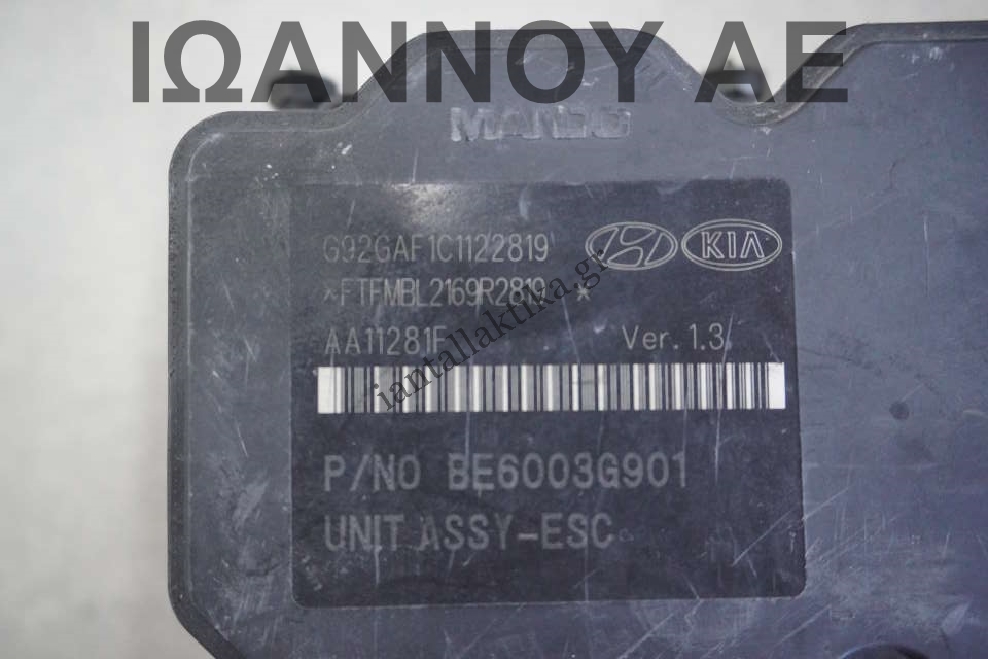 ΙΩΑΝΝΟΥ ΑΕ
MANDO
G92GAF1C1122819
KIA
*FTFMBL2169R2819 *
AA11281F
Ver. 1.3
iantallaktika.gr
P/NO BE6003G901
UNIT ASSY-ESC